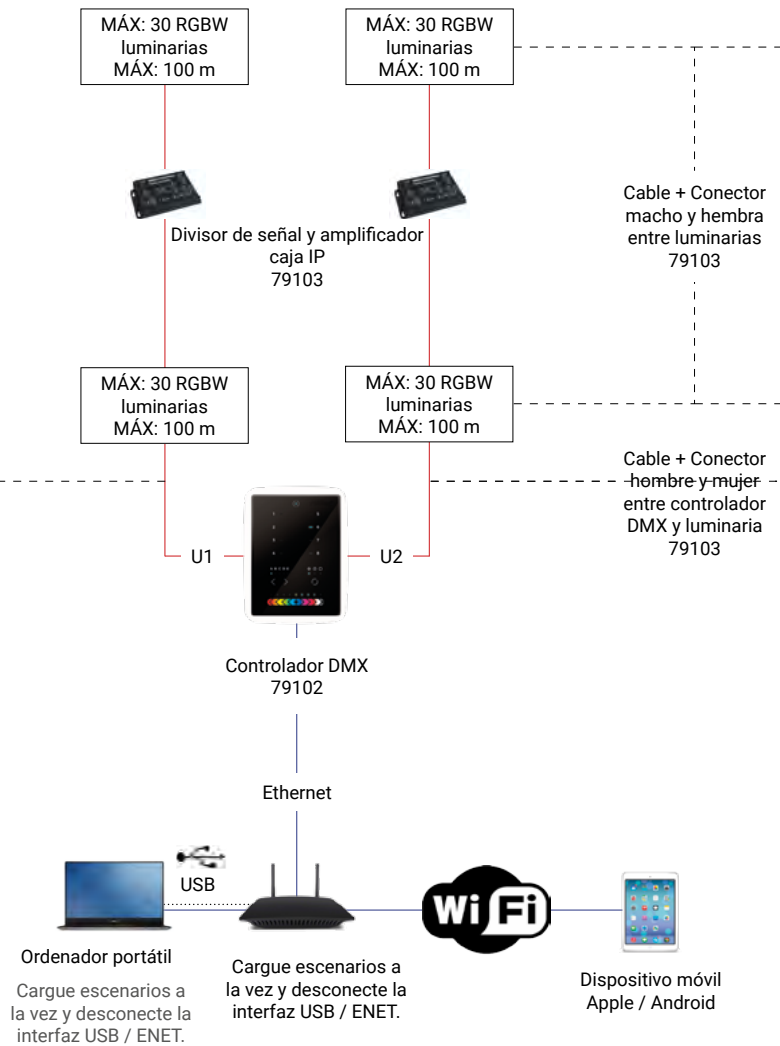 MÁX: 30 RGBW
luminarias
MÁX: 100 m
MÁX: 30 RGBW
luminarias
MÁX: 100 m
Cable + Conector
macho y hembra
entre luminarias
79103
Divisor de señal y amplificador
caja IP
79103
MÁX: 30 RGBW
luminarias
MÁX: 100 m
MÁX: 30 RGBW
luminarias
MÁX: 100 m
Cable + Conector
hombre y mujer
entre controlador
DMX y luminaria
79103
U1
U2
Controlador DMX
79102
Ethernet
USB
Wi Fi
Ordenador portátil
Cargue escenarios a
la vez y desconecte la
interfaz USB / ENET.
Cargue escenarios a
la vez y desconecte la
interfaz USB / ENET.
Dispositivo móvil
Apple / Android